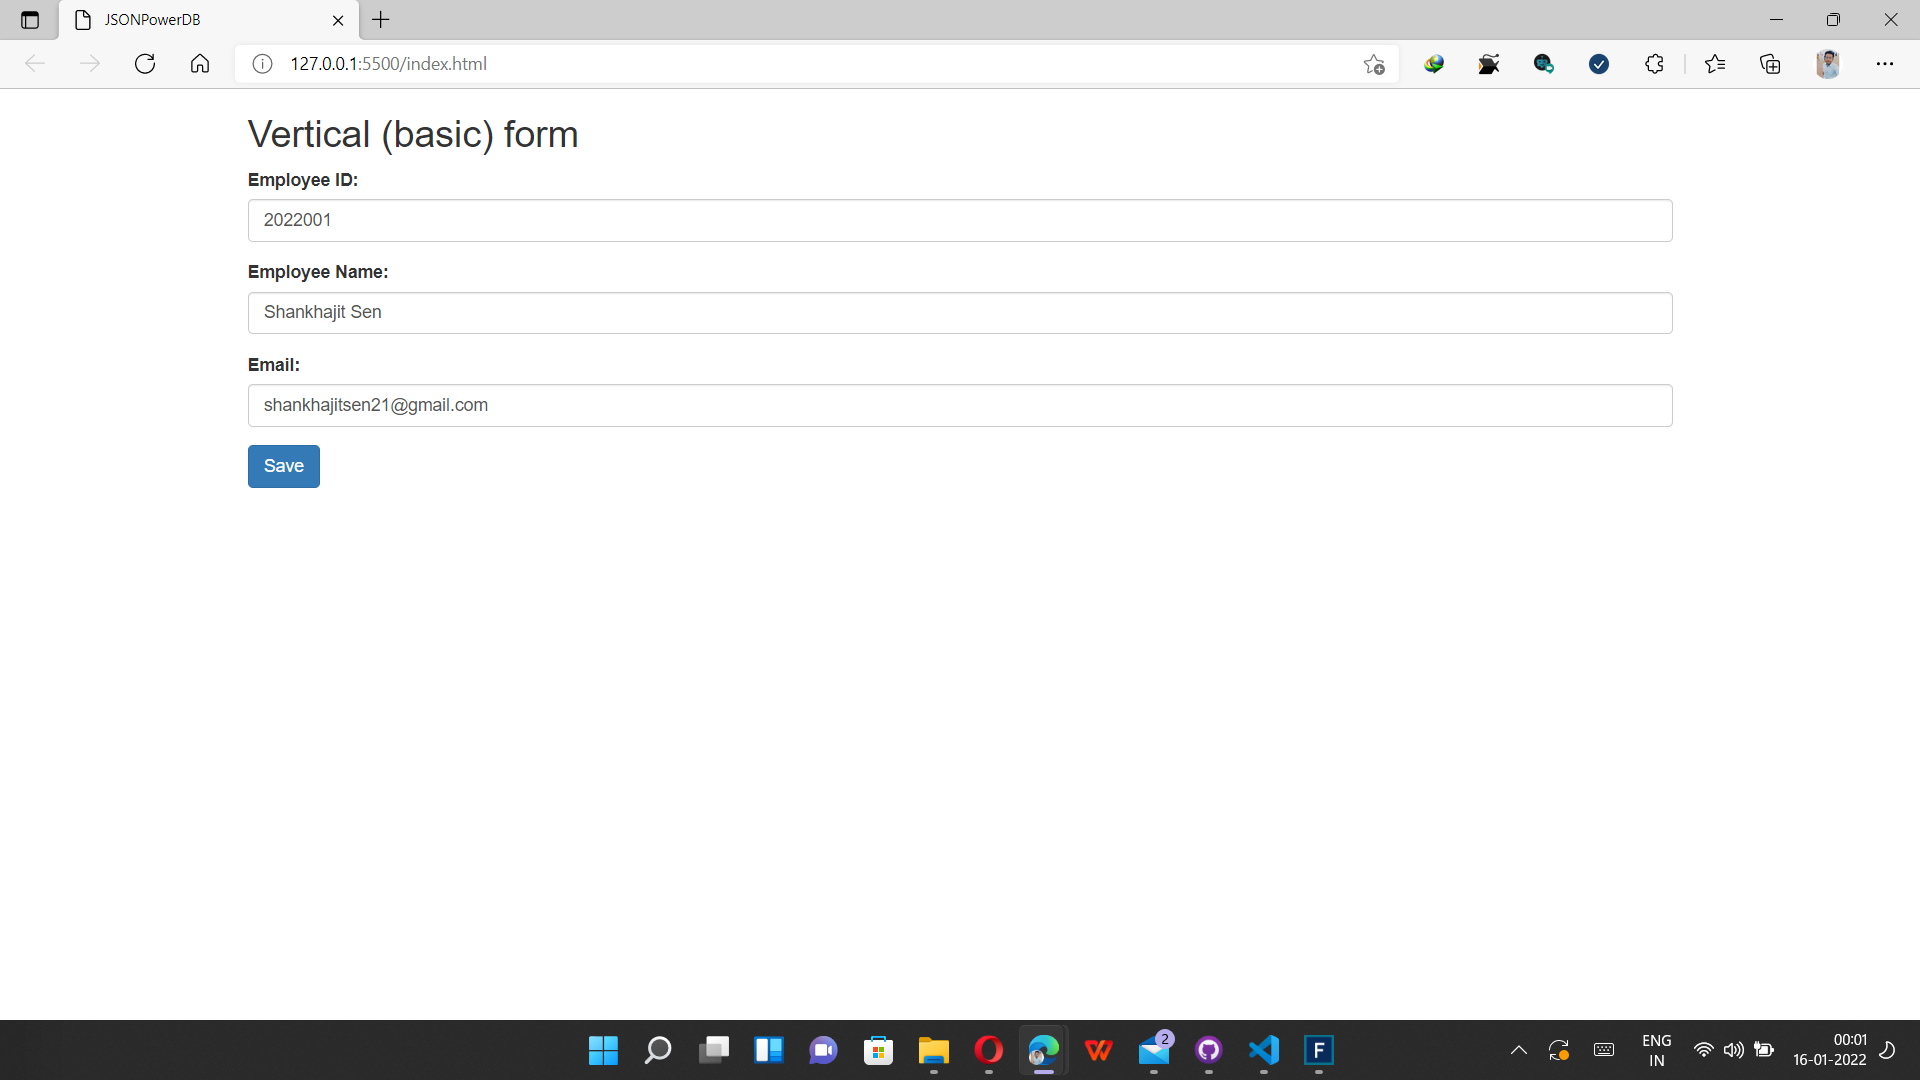 JSONPowerDB
127.0.0.1:5500/index.html
Vertical (basic) form
Employee ID:
2022001
Employee Name:
Shankhajit Sen
Email:
shankhajitsen21@gmail.com
Save
2
F
ENG
IN
00:01
16-01-2022